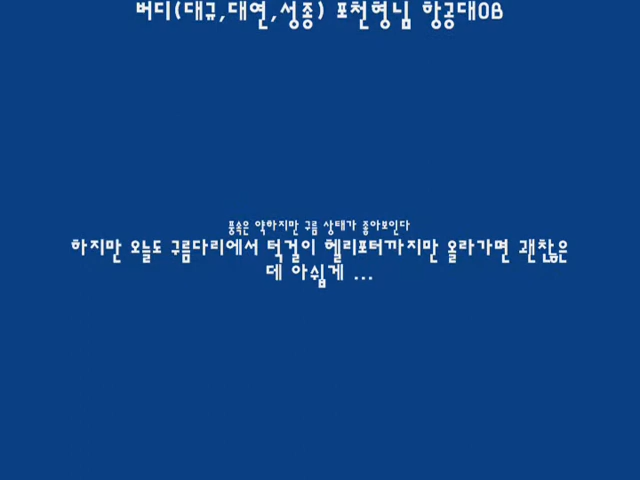 버디(대규,대연,성종) 포천형님 항공대OB
풍속은 약하지만 구름 상태가 좋아보인다
하지만 오늘도 구름다리에서 턱걸이 헬리포터까지만 올라가면 괜찮은
데 아쉽게 ...